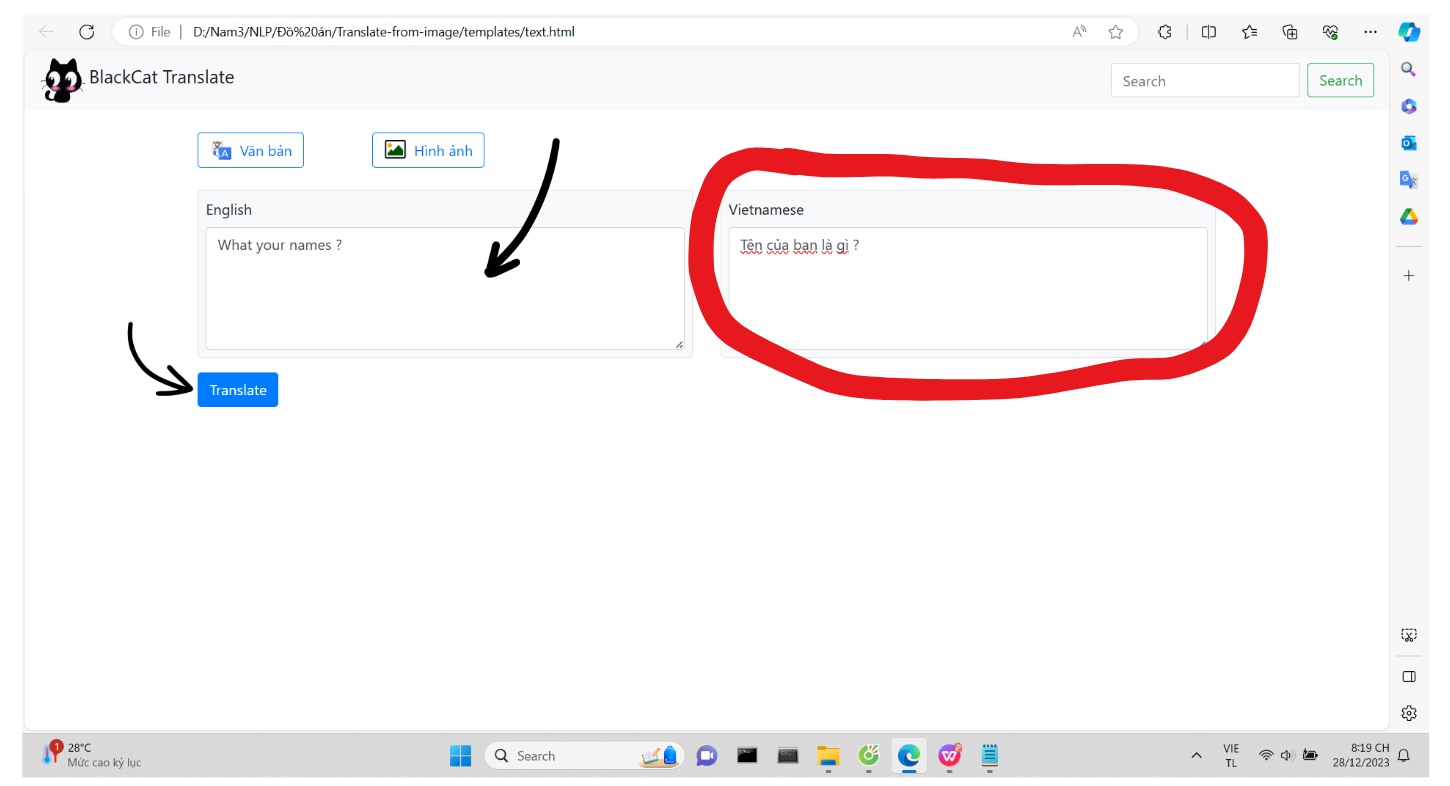 File | D:/Nam3/NLP/Đồ%20án/Translate-from-image/templates/text.html
BlackCat Translate
Search
Search
Văn bản
Hình ảnh
English
Vietnamese
What your names ?
Tên của bạn là gì ?
Translate
1
28°C
Mức cao kỷ lục
Search
VIE
TL
8:19 CH
28/12/2023